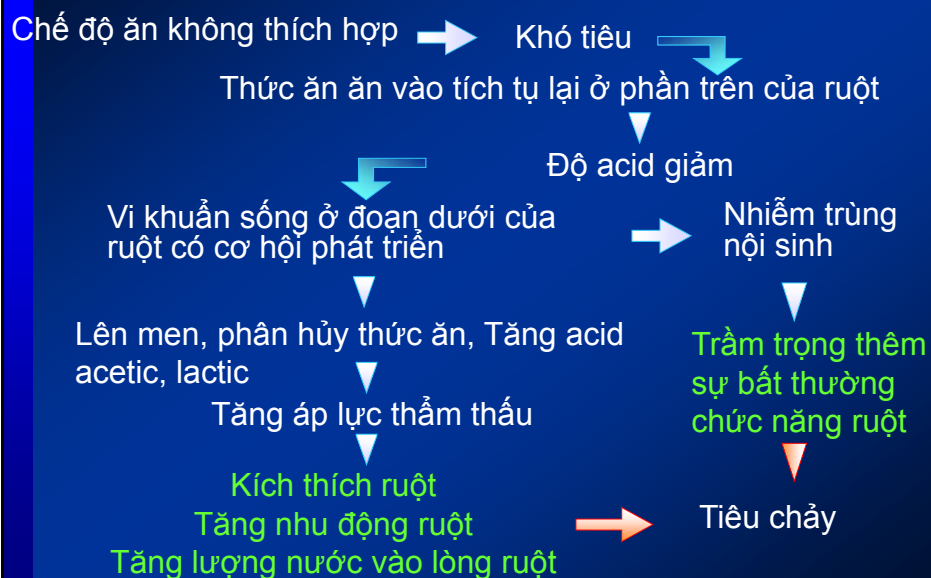 Chế độ ăn không thích hợp
Khó tiêu
Thức ăn ăn vào tích tụ lại ở phần trên của ruột
Độ acid giảm
Vi khuẩn sống ở đoạn dưới của
ruột có cơ hội phát triển
Nhiễm trùng
nội sinh
Lên men, phân hủy thức ăn, Tăng acid
acetic, lactic
Trầm trọng thêm
sự bất thường
chức năng ruột
Tăng áp lực thẩm thấu
Kích thích ruột
Tăng nhu động ruột
Tăng lượng nước vào lòng ruột
Tiêu chảy